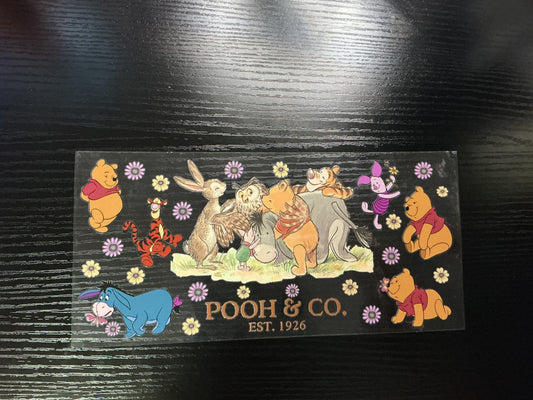 POOH & CO.
EST. 1926